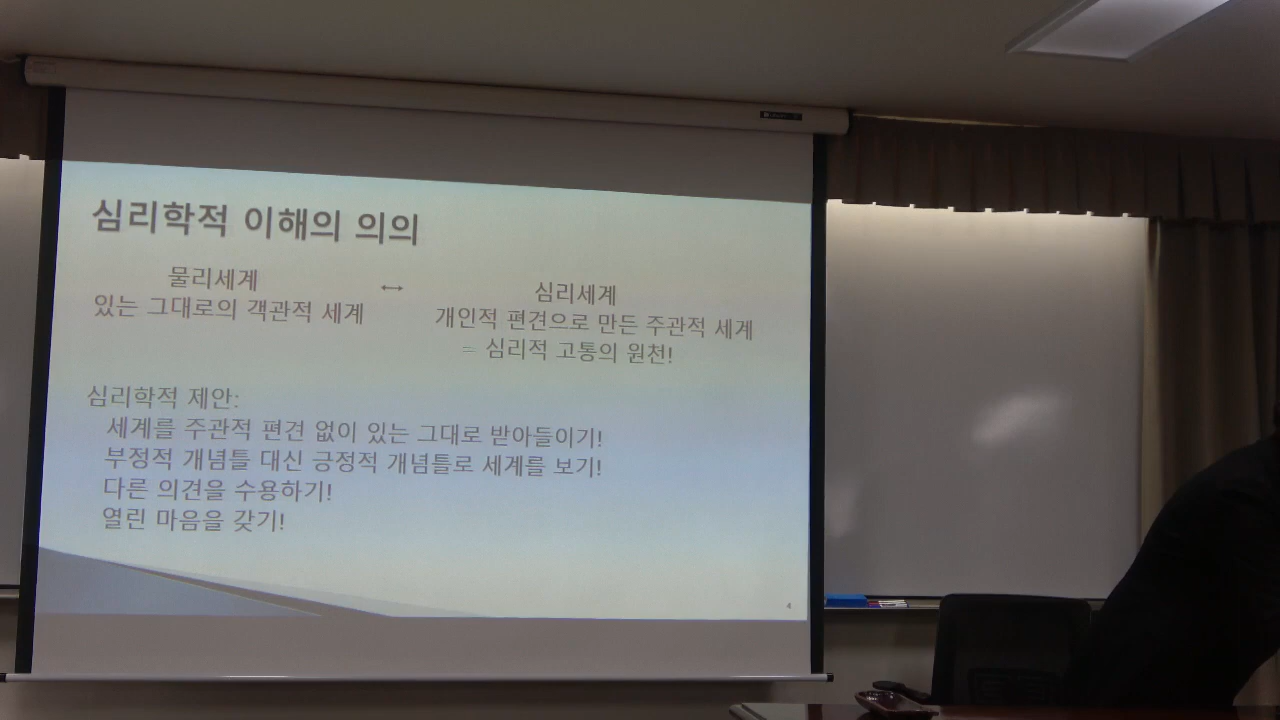 심리학적 이해의 의의
물리세계
있는 그대로의 객관적 세계
↔
심리세계
개인적 편견으로 만든 주관적 세계
= 심리적 고통의 원천!
심리학적 제안:
세계를 주관적 편견 없이 있는 그대로 받아들이기!
부정적 개념틀 대신 긍정적 개념틀로 세계를 보기!
다른 의견을 수용하기!
열린 마음을 갖기!
4